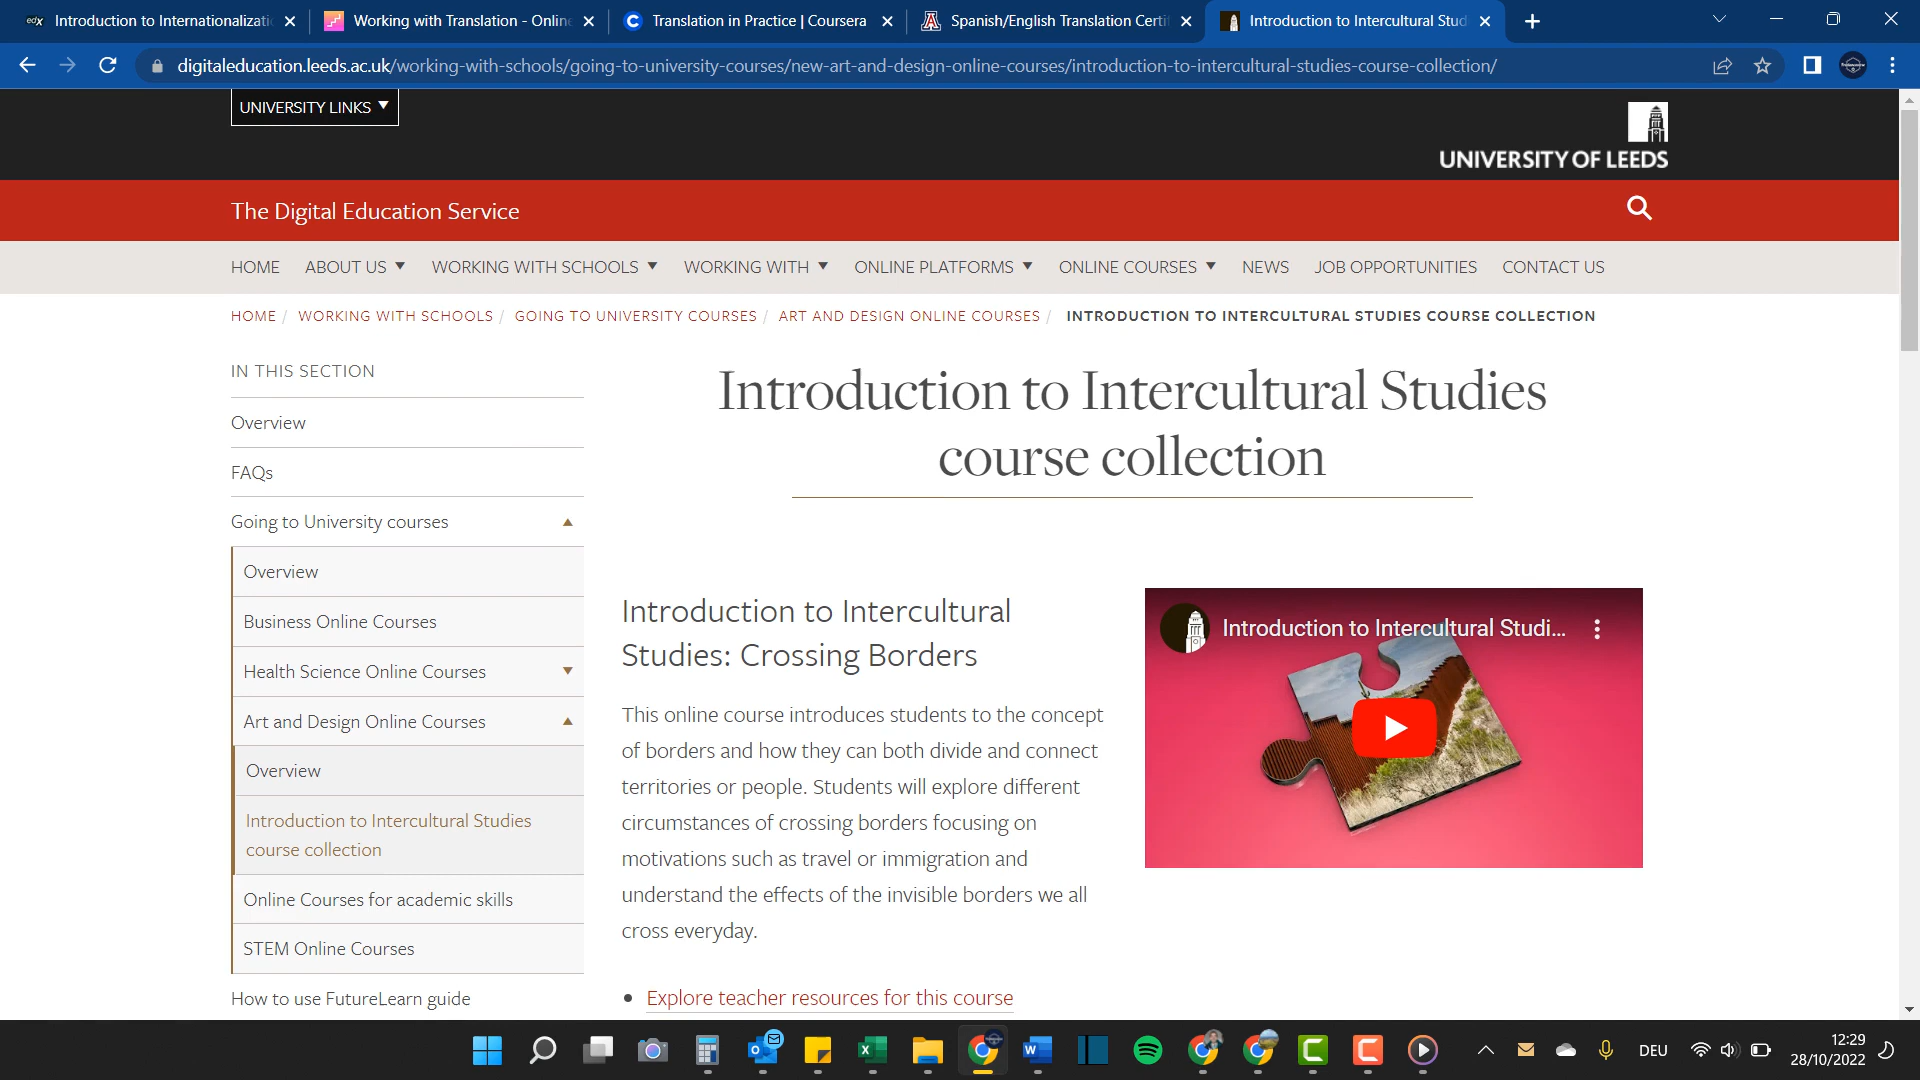 edX Introduction to Internationalizati
Working with Translation - Online
Translation in Practice | Coursera
Spanish/English Translation Certif
Introduction to Intercultural Stud
digitaleducation.leeds.ac.uk/working-with-schools/going-to-university-courses/new-art-and-design-online-courses/introduction-to-intercultural-studies-course-collection/
UNIVERSITY LINKS
UNIVERSITY OF LEEDS
The Digital Education Service
HOME ABOUT US WORKING WITH SCHOOLS WORKING WITH ONLINE PLATFORMS ONLINE COURSES NEWS JOB OPPORTUNITIES CONTACT US
HOME / WORKING WITH SCHOOLS / GOING TO UNIVERSITY COURSES / ART AND DESIGN ONLINE COURSES / INTRODUCTION TO INTERCULTURAL STUDIES COURSE COLLECTION
IN THIS SECTION
Overview
FAQs
Going to University courses
Overview
Business Online Courses
Health Science Online Courses
Art and Design Online Courses
Overview
Introduction to Intercultural Studies
course collection
Online Courses for academic skills
STEM Online Courses
How to use FutureLearn guide
Introduction to Intercultural Studies
course collection
Introduction to Intercultural
Studies: Crossing Borders
This online course introduces students to the concept
of borders and how they can both divide and connect
territories or people. Students will explore different
circumstances of crossing borders focusing on
motivations such as travel or immigration and
understand the effects of the invisible borders we all
cross everyday.
• Explore teacher resources for this course
Introduction to Intercultural Studi...
DEU
12:29
28/10/2022